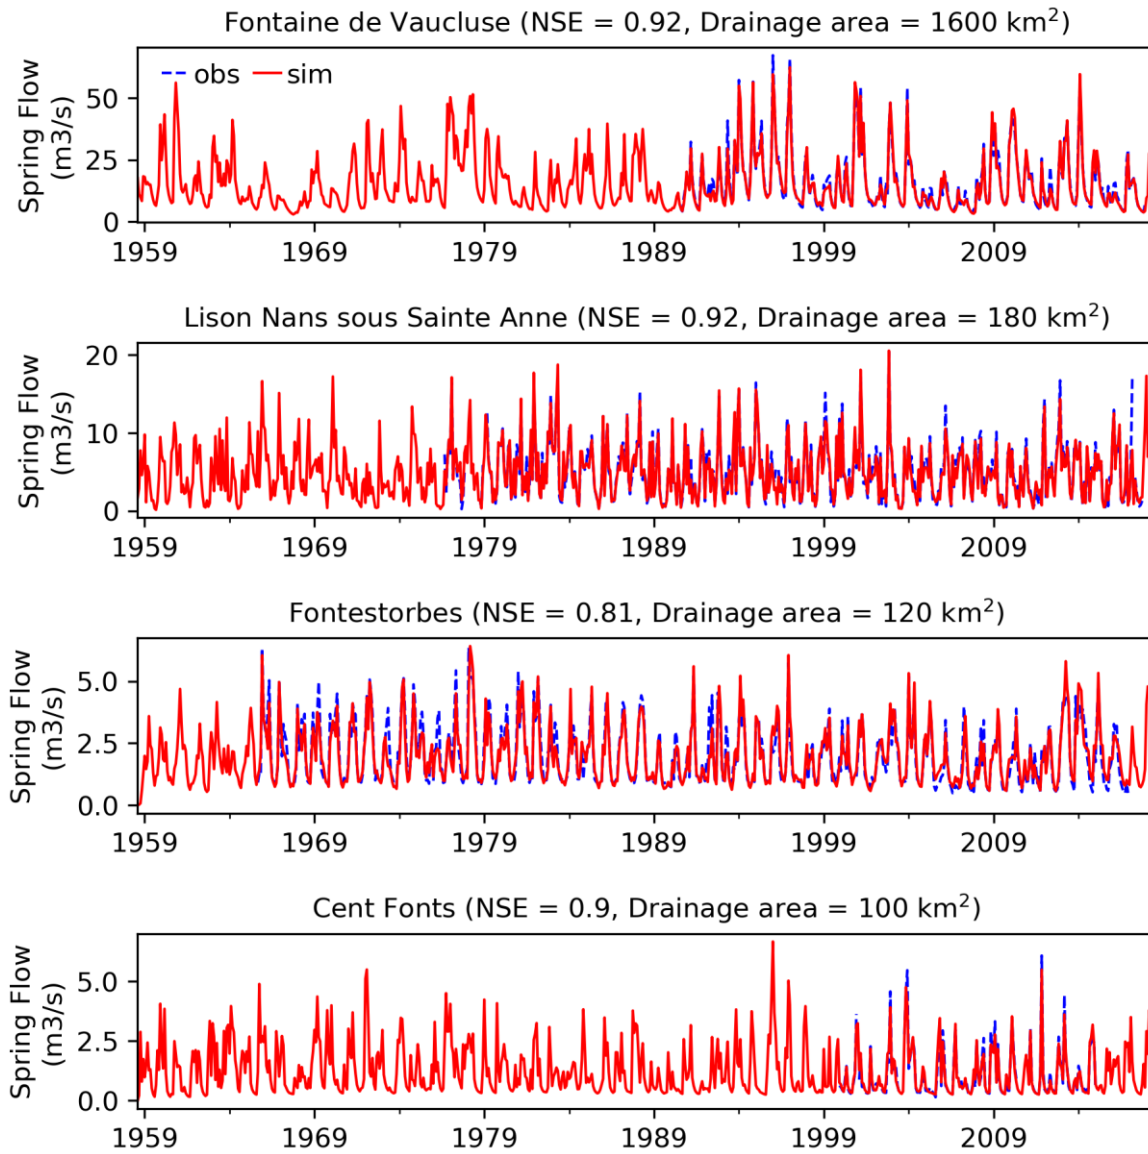 Fontaine de Vaucluse (NSE = 0.92, Drainage area = 1600 km²)
Spring Flow
(m3/s)
50
25
0
obs sim
1959 1969 1979 1989 1999 2009
Lison Nans sous Sainte Anne (NSE = 0.92, Drainage area = 180 km²)
Spring Flow
(m3/s)
20
10
0
1959 1969 1979 1989 1999 2009
Fontestorbes (NSE = 0.81, Drainage area = 120 km²)
Spring Flow
(m3/s)
5.0
2.5
0.0
1959 1969 1979 1989 1999 2009
Cent Fonts (NSE = 0.9, Drainage area = 100 km²)
Spring Flow
(m3/s)
5.0
2.5
0.0
1959 1969 1979 1989 1999 2009